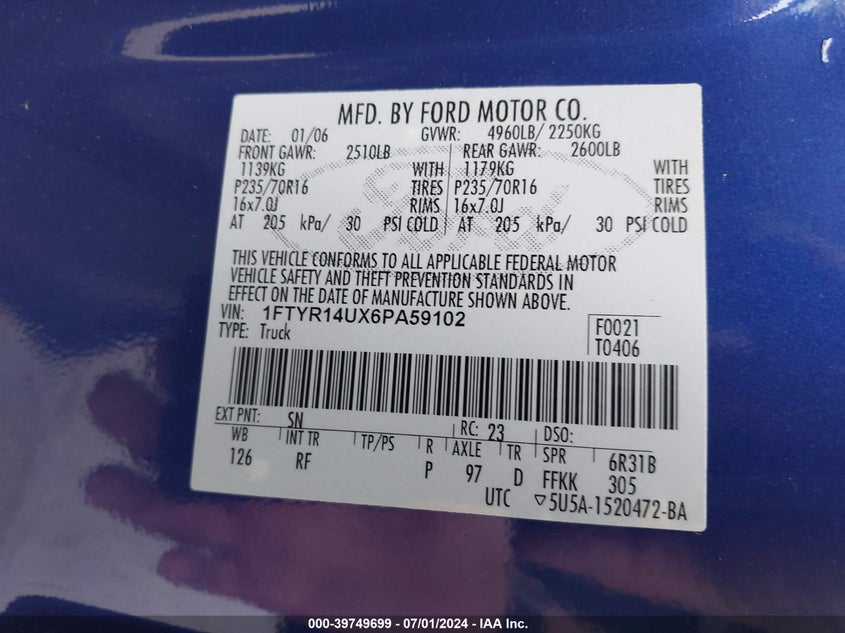 MFD. BY FORD MOTOR CO.
DATE: 01/06 GVWR: 4960LB/ 2250KG
FRONT GAWR: 2510LB REAR GAWR: 2600LB
1139KG WITH 1179KG WITH
P235/70R16 TIRES P235/70R16 TIRES
16x7.0J RIMS 16x7.0J RIMS
AT 205 kPa/ 30 PSI COLD AT 205 kPa/ 30 PSI COLD
Ford
THIS VEHICLE CONFORMS TO ALL APPLICABLE FEDERAL MOTOR
VEHICLE SAFETY AND THEFT PREVENTION STANDARDS IN
EFFECT ON THE DATE OF MANUFACTURE SHOWN ABOVE.
VIN: 1FTYR14UX6PA59102 F0021
TYPE: Truck T0406
EXT PNT: SN RC: 23 DSO:
WB INT TR TP/PS R AXLE TR SPR 6R31B
126 RF P 97 D FFKK 305
UTC ▽5U5A-1520472-BA
000-39749699 - 07/01/2024 - IAA Inc.